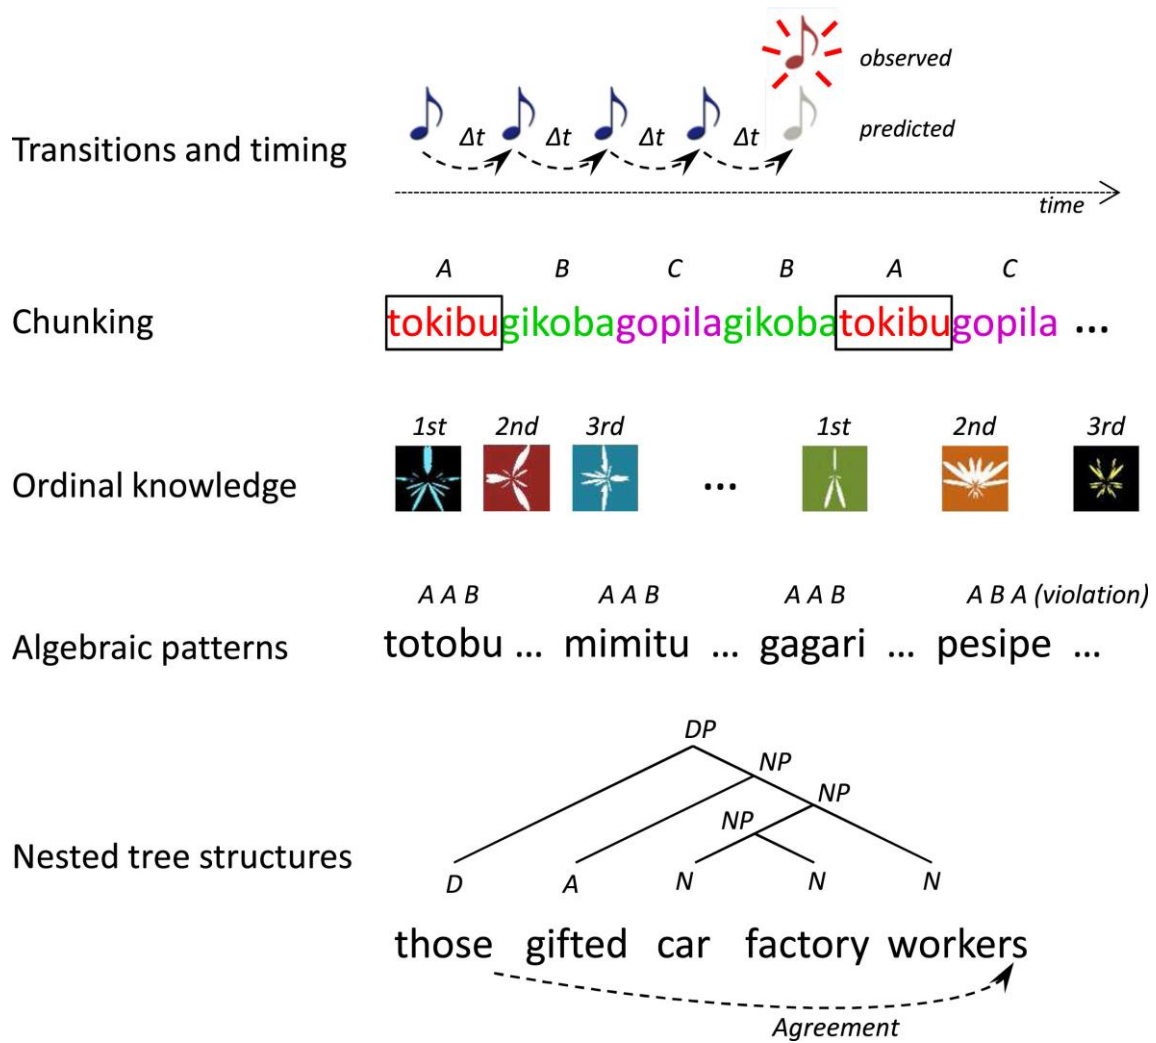 observed
Δt Δt Δt Δt predicted
Transitions and timing
time
A B C B A C
Chunking tokibugikobagopilagikobatokibugopila ...
1st 2nd 3rd 1st 2nd 3rd
Ordinal knowledge ...
A A B A A B A A B A B A (violation)
Algebraic patterns totobu ... mimitu ... gagari ... pesipe ...
DP
NP
NP
NP
Nested tree structures
D A N N N
those gifted car factory workers
Agreement